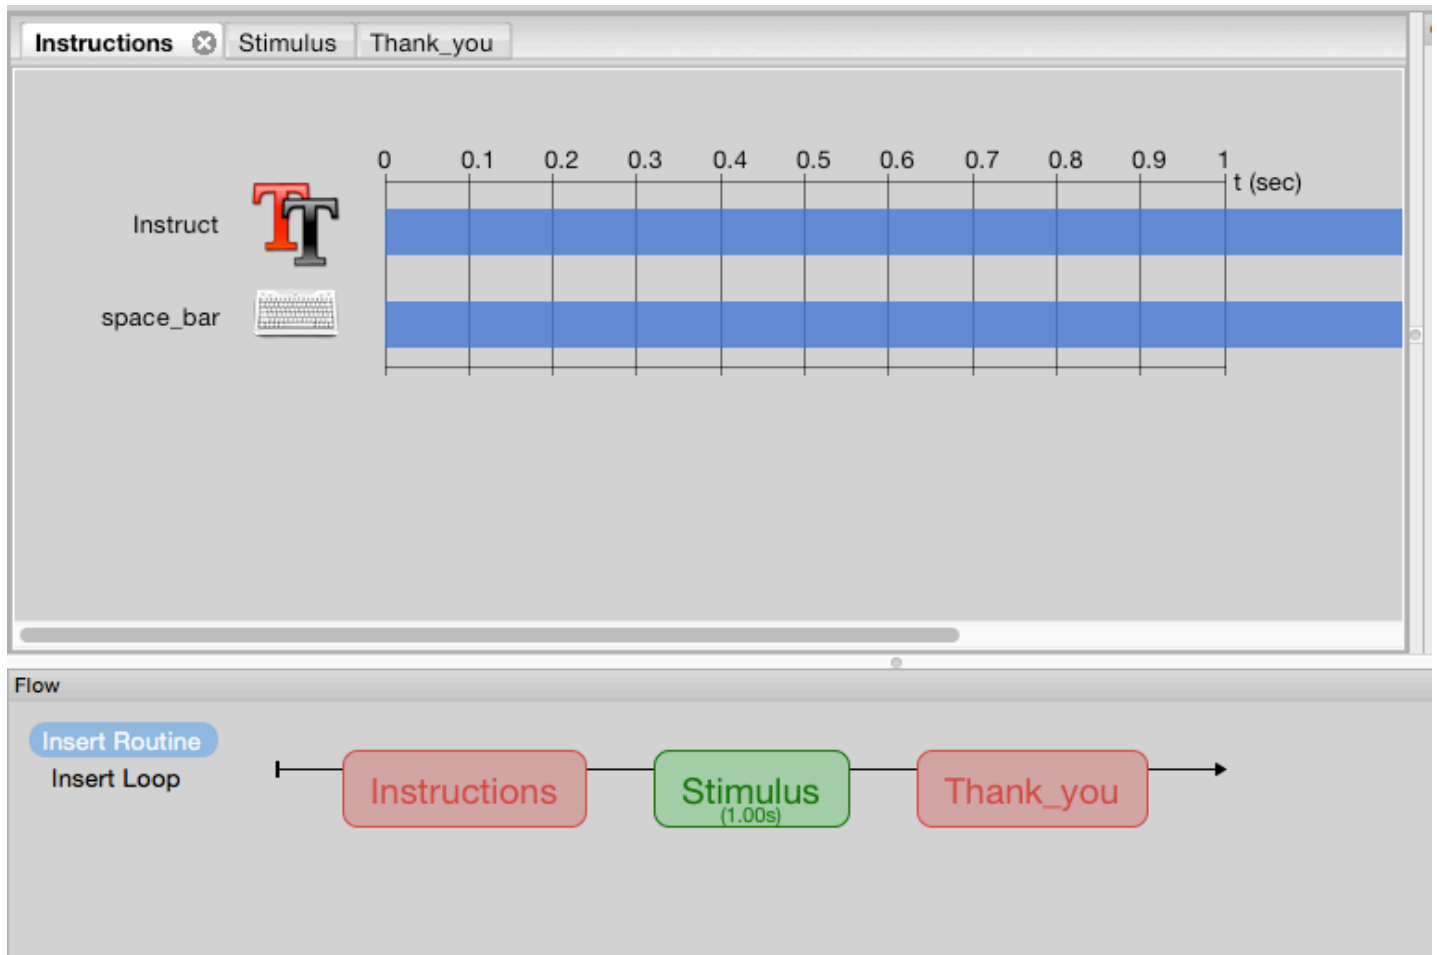 Instructions Stimulus Thank_you
0 0.1 0.2 0.3 0.4 0.5 0.6 0.7 0.8 0.9 1
t (sec)
Instruct
space_bar
Flow
Insert Routine
Insert Loop
Instructions
Stimulus
(1.00s)
Thank_you